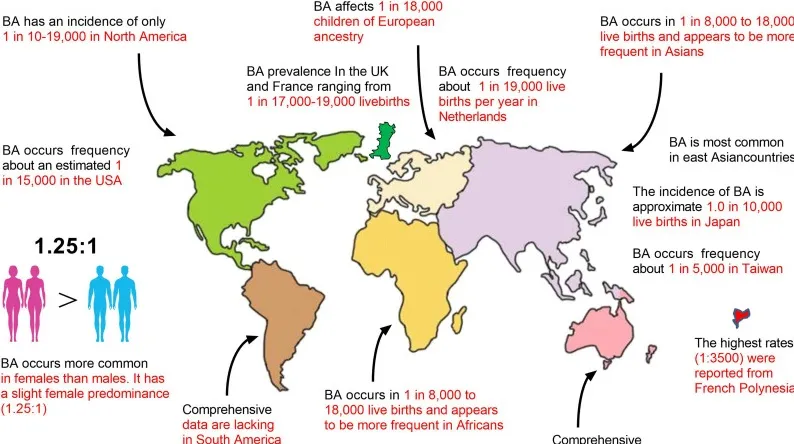 BA has an incidence of only
1 in 10-19,000 in North America
BA affects 1 in 18,000
children of European
ancestry
BA occurs in 1 in 8,000 to 18,000
live births and appears to be more
frequent in Asians
BA prevalence In the UK
and France ranging from
1 in 17,000-19,000 livebirths
BA occurs frequency
about 1 in 19,000 live
births per year in
Netherlands
BA occurs frequency
about an estimated 1
in 15,000 in the USA
BA is most common
in east Asiancountries
The incidence of BA is
approximate 1.0 in 10,000
live births in Japan
BA occurs frequency
about 1 in 5,000 in Taiwan
1.25:1
>
BA occurs more common
in females than males. It has
a slight female predominance
(1.25:1)
Comprehensive
data are lacking
in South America
BA occurs in 1 in 8,000 to
18,000 live births and appears
to be more frequent in Africans
The highest rates
(1:3500) were
reported from
French Polynesia
Comprehensive